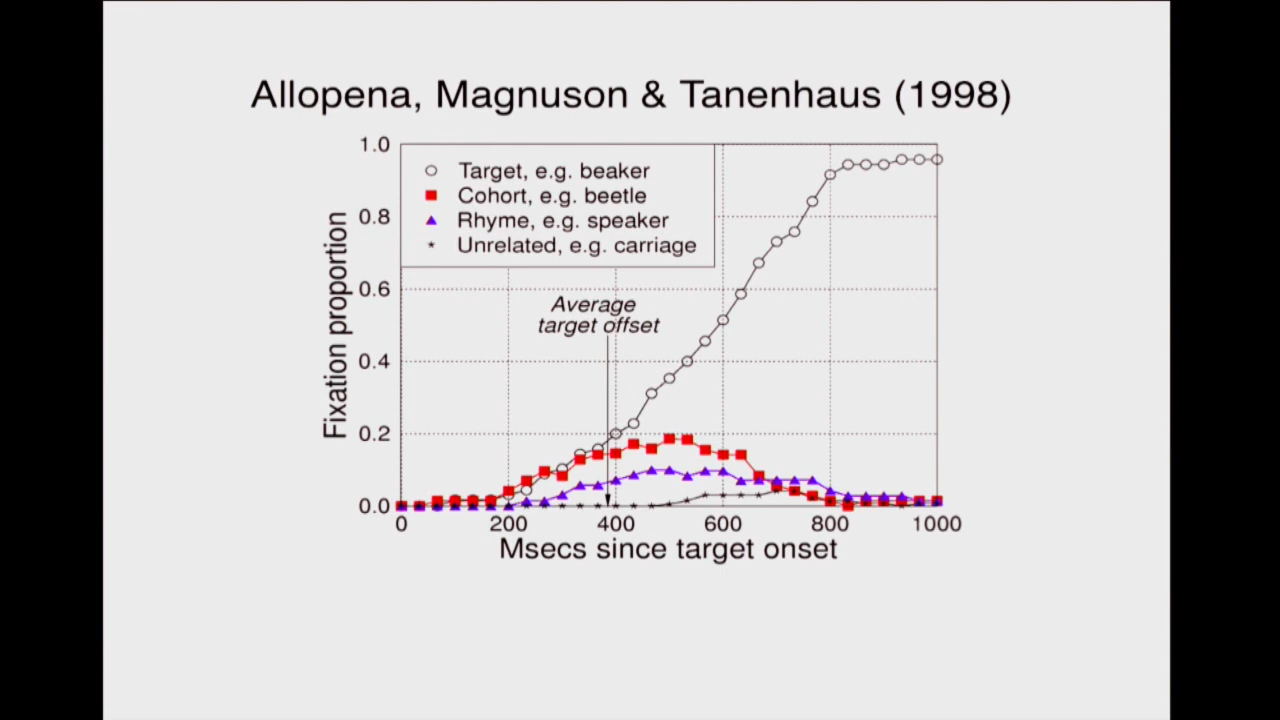 Allopena, Magnuson & Tanenhaus (1998)
1.0
Target, e.g. beaker
Cohort, e.g. beetle
Rhyme, e.g. speaker
Unrelated, e.g. carriage
0.8
0.6
Average
target offset
0.4
0.2
0.0
Fixation proportion
0 200 400 600 800 1000
Msecs since target onset